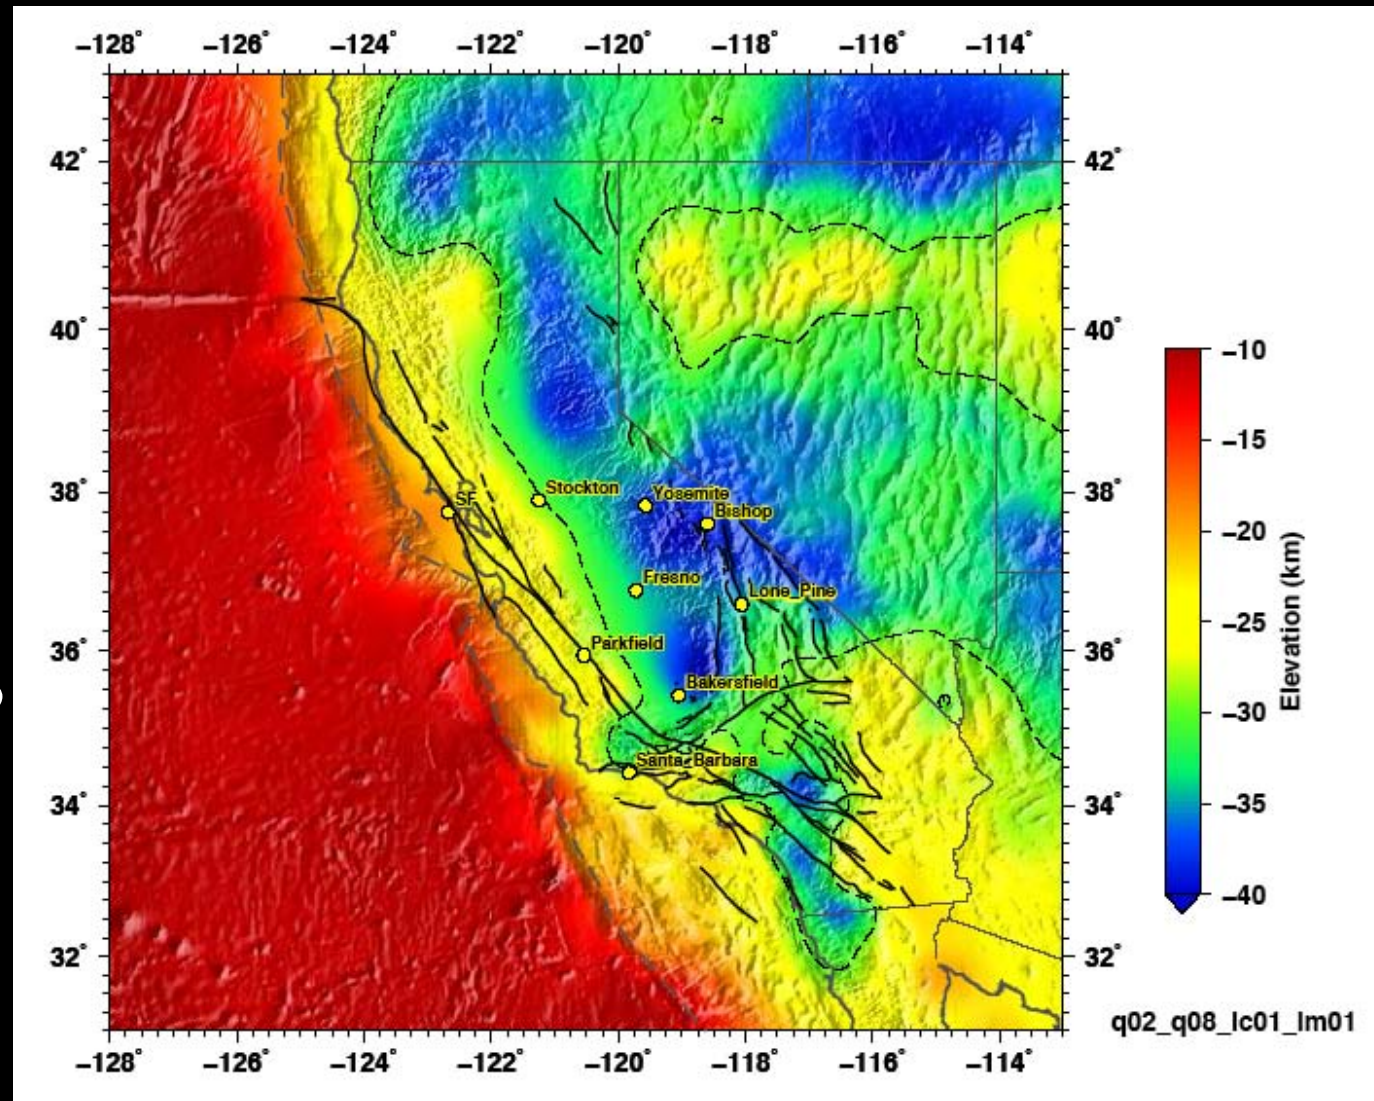 −128° −126° −124° −122° −120° −118° −116° −114°
42° 42°
40° 40°
−10
−15
38° Stockton Yosemite 38°
SF Bishop
−20
Fresno Lone_Pine
−25
36° Parkfield 36°
Bakersfield
−30
Santa_Barbara
34° 34°
−35
−40
32° 32°
Elevation (km)
q02_q08_lc01_lm01
−128° −126° −124° −122° −120° −118° −116° −114°